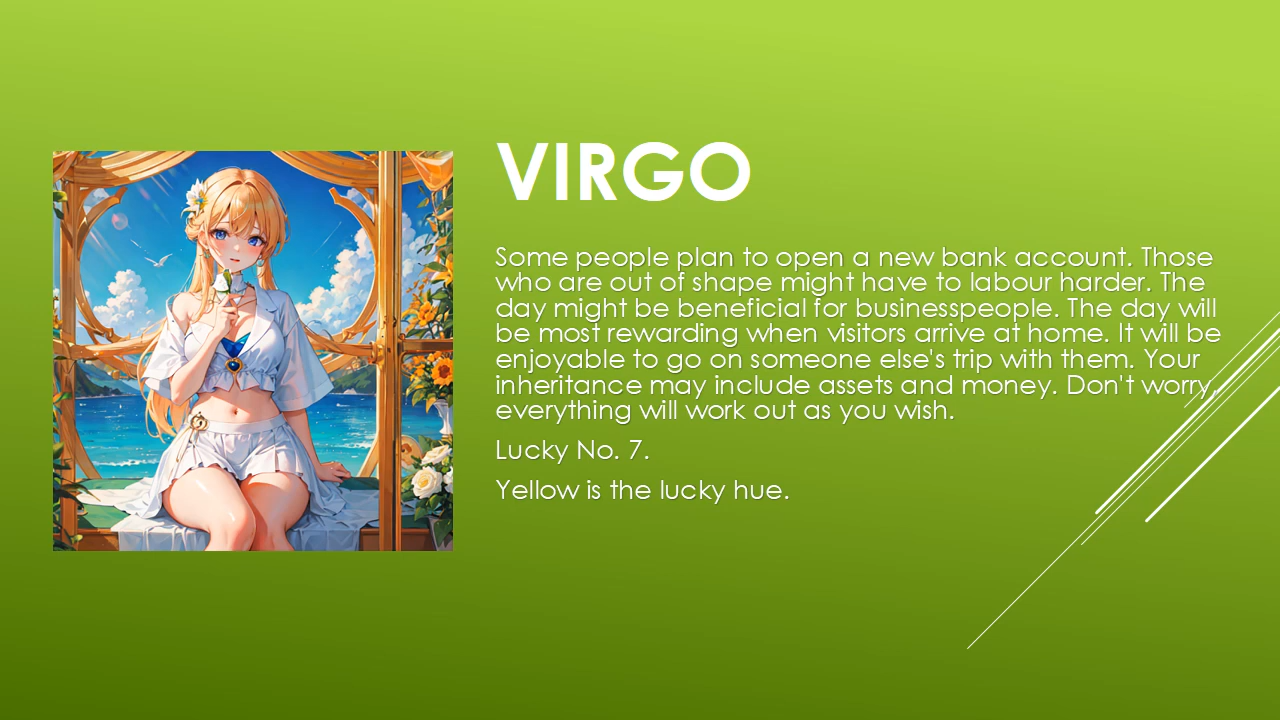 VIRGO
Some people plan to open a new bank account. Those
who are out of shape might have to labour harder. The
day might be beneficial for businesspeople. The day will
be most rewarding when visitors arrive at home. It will be
enjoyable to go on someone else's trip with them. Your
inheritance may include assets and money. Don't worry,
everything will work out as you wish.
Lucky No. 7.
Yellow is the lucky hue.